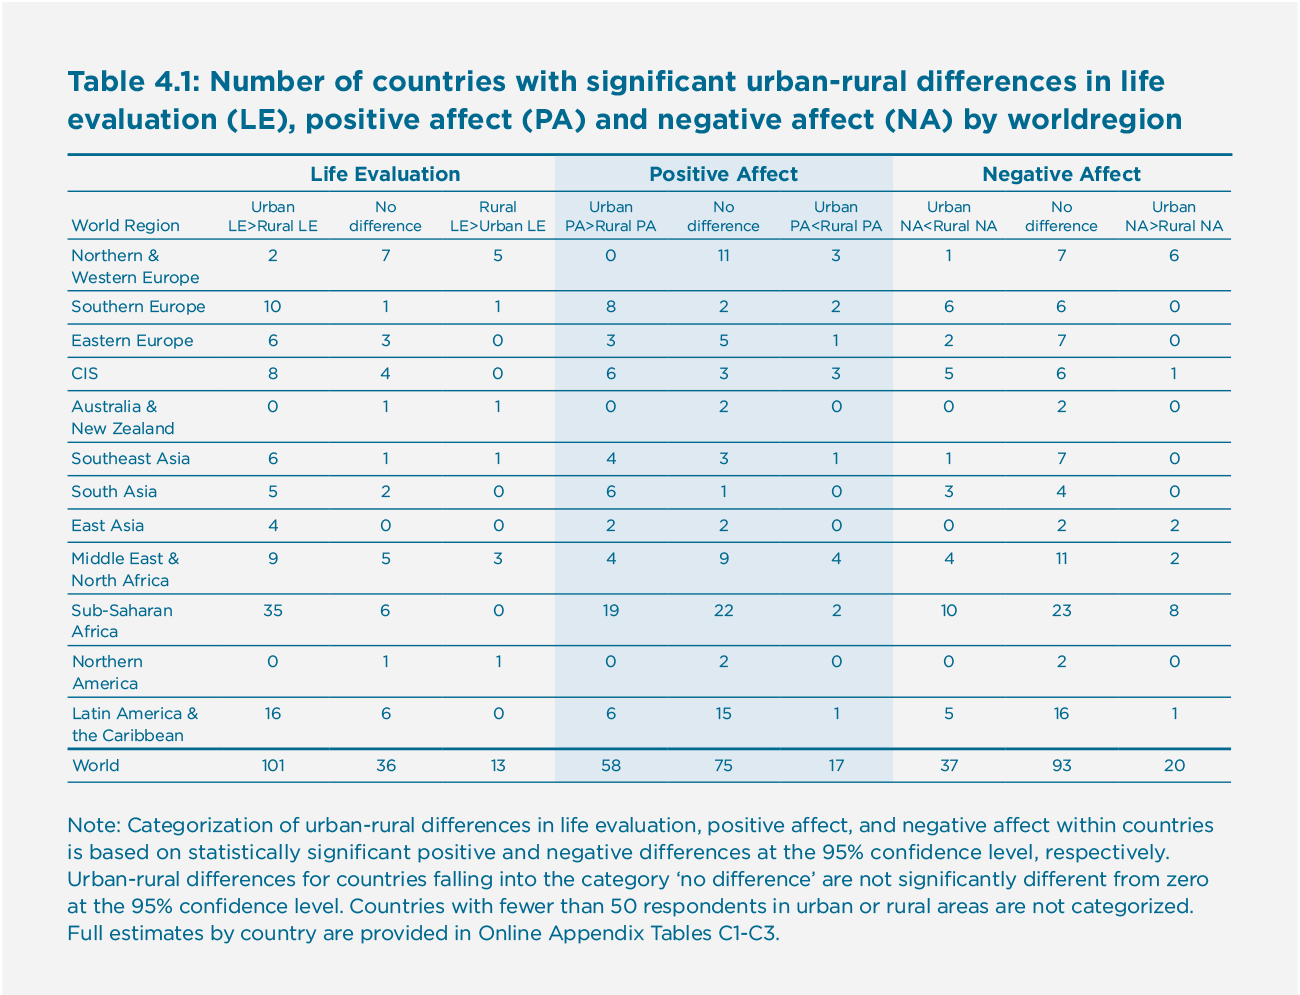 Table 4.1: Number of countries with significant urban-rural differences in life
evaluation (LE), positive affect (PA) and negative affect (NA) by worldregion
Life Evaluation Positive Affect Negative Affect
World Region Urban LE>Rural LE No difference Rural LE>Urban LE Urban PA>Rural PA No difference Urban PA<Rural PA Urban NA<Rural NA No difference Urban NA>Rural NA
Northern & Western Europe 2 7 5 0 11 3 1 7 6
Southern Europe 10 1 1 8 2 2 6 6 0
Eastern Europe 6 3 0 3 5 1 2 7 0
CIS 8 4 0 6 3 3 5 6 1
Australia & New Zealand 0 1 1 0 2 0 0 2 0
Southeast Asia 6 1 1 4 3 1 1 7 0
South Asia 5 2 0 6 1 0 3 4 0
East Asia 4 0 0 2 2 0 0 2 2
Middle East & North Africa 9 5 3 4 9 4 4 11 2
Sub-Saharan Africa 35 6 0 19 22 2 10 23 8
Northern America 0 1 1 0 2 0 0 2 0
Latin America & the Caribbean 16 6 0 6 15 1 5 16 1
World 101 36 13 58 75 17 37 93 20
Note: Categorization of urban-rural differences in life evaluation, positive affect, and negative affect within countries
is based on statistically significant positive and negative differences at the 95% confidence level, respectively.
Urban-rural differences for countries falling into the category ‘no difference’ are not significantly different from zero
at the 95% confidence level. Countries with fewer than 50 respondents in urban or rural areas are not categorized.
Full estimates by country are provided in Online Appendix Tables C1-C3.